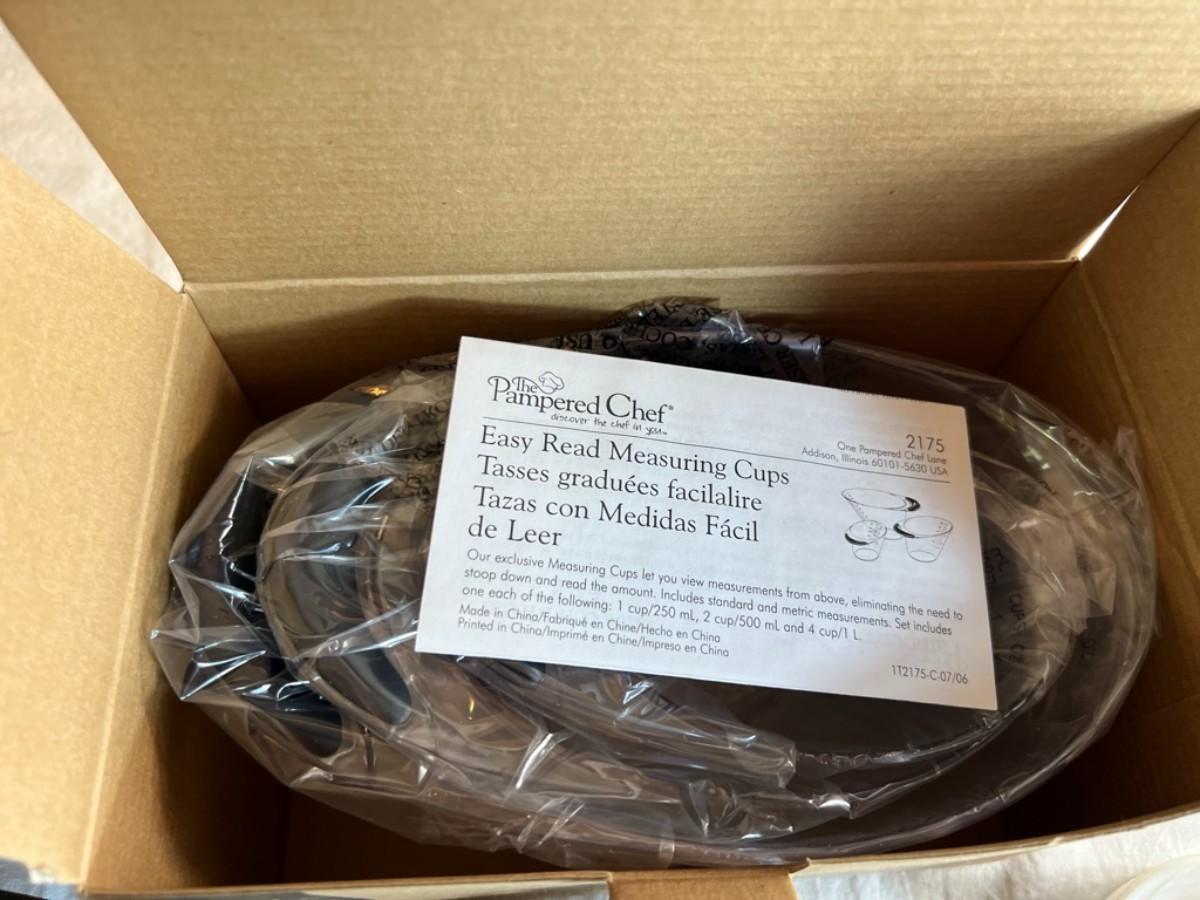 The
Pampered Chef®
discover the chef in you™
2175
One Pampered Chef Lane
Addison, Illinois 60101-5630 USA
Easy Read Measuring Cups
Tasses graduées facilalire
Tazas con Medidas Fácil
de Leer
Our exclusive Measuring Cups let you view measurements from above, eliminating the need to
stoop down and read the amount. Includes standard and metric measurements. Set includes
one each of the following: 1 cup/250 mL, 2 cup/500 mL and 4 cup/1 L.
Made in China/Fabriqué en Chine/Hecho en China
Printed in China/Imprimé en Chine/Impreso en China
1T2175-C-07/06